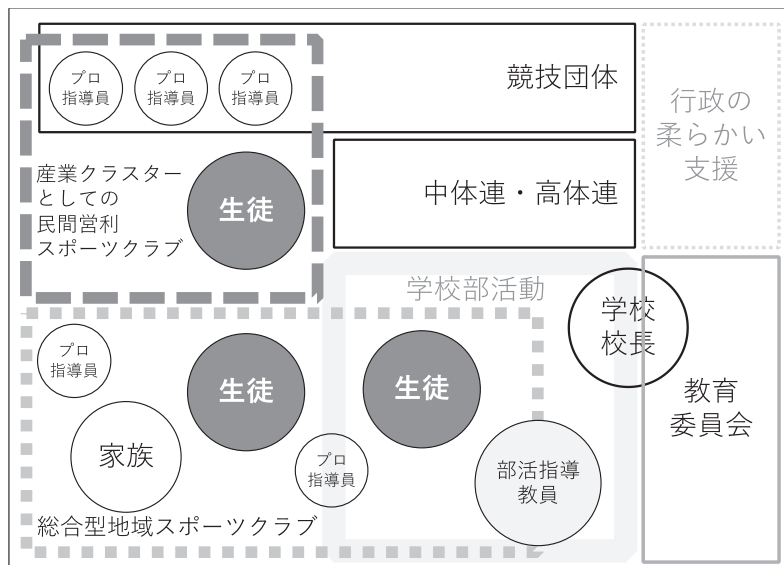 プロ
指導員
プロ
指導員
プロ
指導員
競技団体
行政の
柔らかい
支援
産業クラスター
としての
民間営利
スポーツクラブ
生徒
中体連・高体連
学校部活動
学校
校長
プロ
指導員
生徒
生徒
教育
委員会
家族
プロ
指導員
部活指導
教員
総合型地域スポーツクラブ